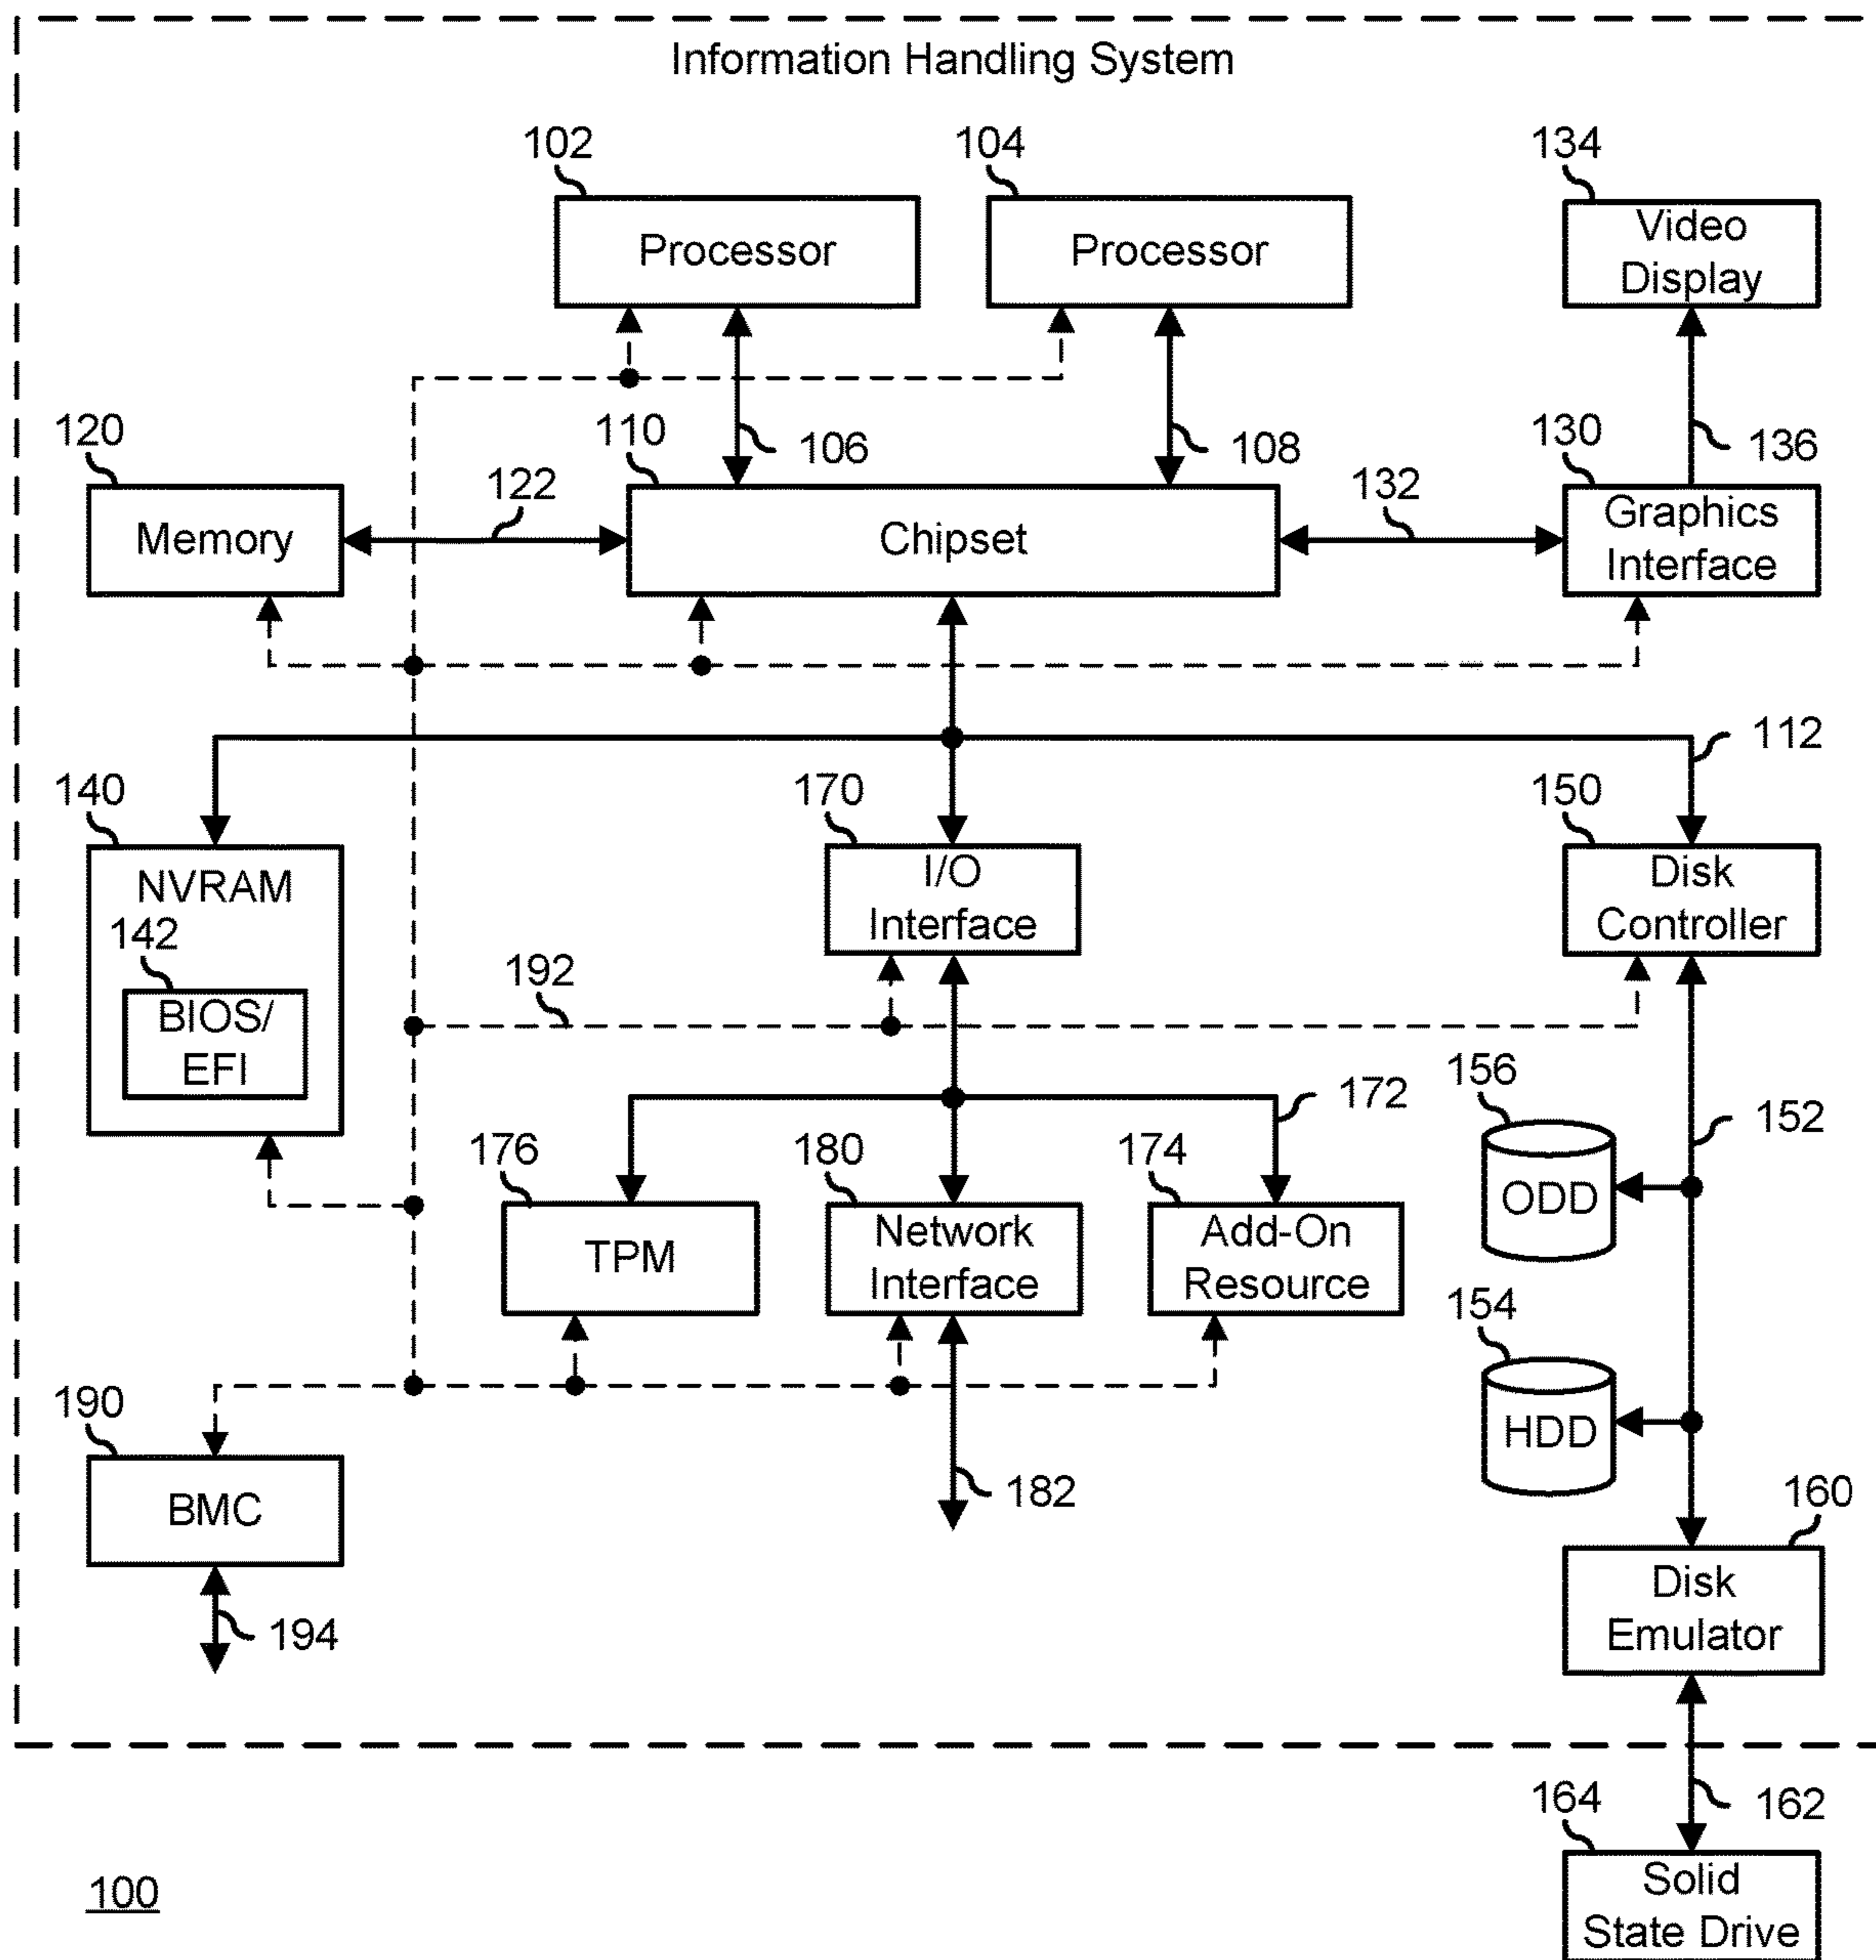 Information Handling System
102
104
134
Processor
Processor
Video
Display
120
110
106
108
130
136
122
132
Memory
Chipset
Graphics
Interface
112
140
170
150
NVRAM
I/O
Interface
Disk
Controller
142
BIOS/
EFI
192
156
172
152
176
180
174
ODD
TPM
Network
Interface
Add-On
Resource
154
190
HDD
BMC
182
160
194
Disk
Emulator
164
162
100
Solid
State Drive